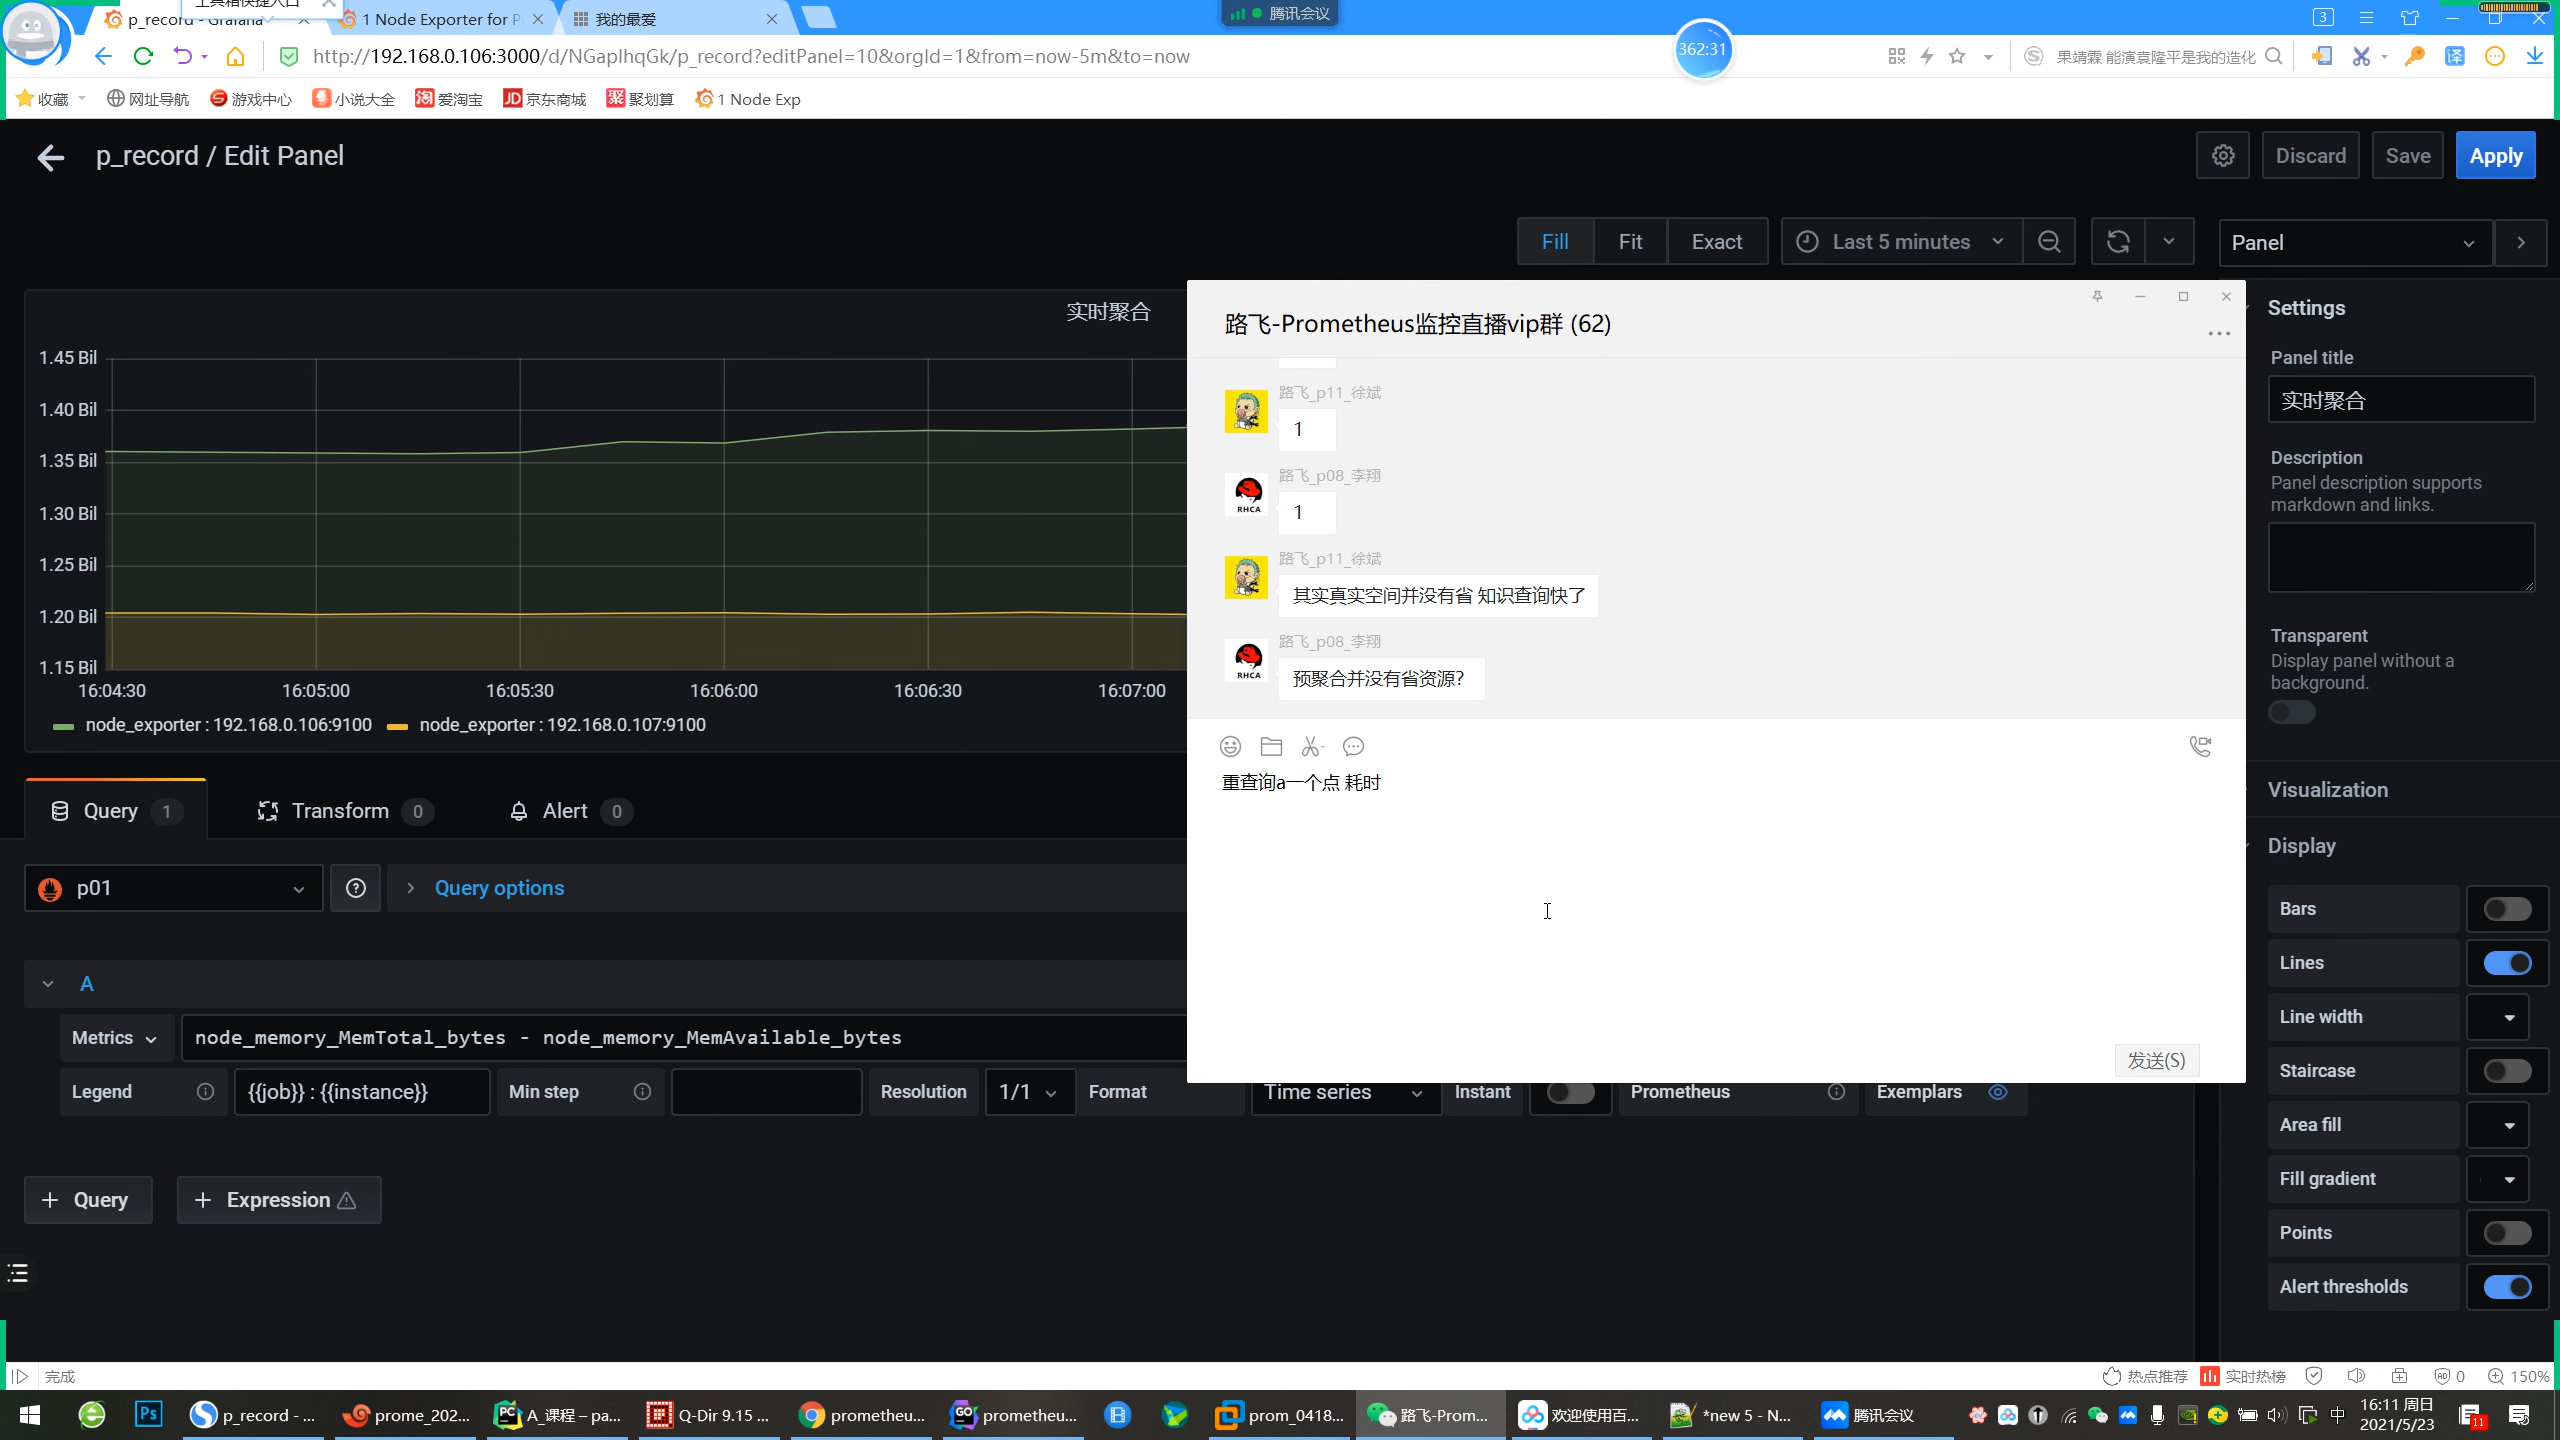 工具箱快捷入口
p_record - Grafana
1 Node Exporter for P
我的最爱
腾讯会议
3
http://192.168.0.106:3000/d/NGaplhqGk/p_record?editPanel=10&orgId=1&from=now-5m&to=now
362:31
果靖霖 能演袁隆平是我的造化
译
收藏
网址导航
游戏中心
小说大全
淘 爱淘宝
JD 京东商城
聚 聚划算
1 Node Exp
p_record / Edit Panel
Discard
Save
Apply
Fill
Fit
Exact
Last 5 minutes
Panel
实时聚合
1.45 Bil
1.40 Bil
1.35 Bil
1.30 Bil
1.25 Bil
1.20 Bil
1.15 Bil
16:04:30
16:05:00
16:05:30
16:06:00
16:06:30
16:07:00
node_exporter : 192.168.0.106:9100
node_exporter : 192.168.0.107:9100
路飞-Prometheus监控直播vip群 (62)
路飞_p11_徐斌
1
路飞_p08_李翔
RHCA
1
路飞_p11_徐斌
其实真实空间并没有省 知识查询快了
路飞_p08_李翔
RHCA
预聚合并没有省资源?
重查询a一个点 耗时
发送(S)
Settings
Panel title
实时聚合
Description
Panel description supports
markdown and links.
Transparent
Display panel without a
background.
Visualization
Display
Bars
Lines
Line width
Staircase
Area fill
Fill gradient
Points
Alert thresholds
Query 1
Transform 0
Alert 0
p01
Query options
A
Metrics
node_memory_MemTotal_bytes - node_memory_MemAvailable_bytes
Legend
{{job}} : {{instance}}
Min step
Resolution
1/1
Format
Time series
Instant
Prometheus
Exemplars
+ Query
+ Expression
完成
热点推荐
实时热榜
0
150%
Ps
p_record - ...
prome_202...
A_课程 – pa...
Q-Dir 9.15 ...
prometheu...
prometheu...
prom_0418...
路飞-Prom...
欢迎使用百...
*new 5 - N...
腾讯会议
中
16:11 周日
2021/5/23
11